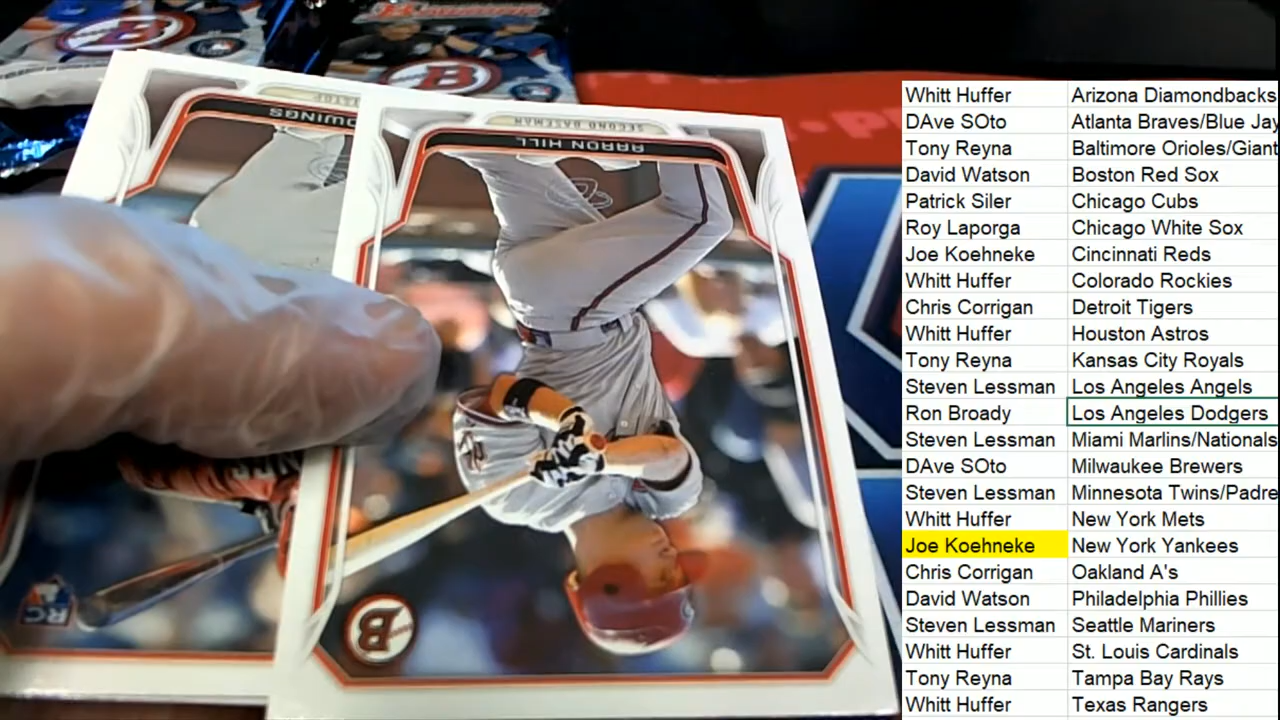 Bowman
B
B
SECOND BASEMAN
AARON HILL
OWINGS
RC
B
Whitt Huffer Arizona Diamondbacks
DAve SOto Atlanta Braves/Blue Jay
Tony Reyna Baltimore Orioles/Giant
David Watson Boston Red Sox
Patrick Siler Chicago Cubs
Roy Laporga Chicago White Sox
Joe Koehneke Cincinnati Reds
Whitt Huffer Colorado Rockies
Chris Corrigan Detroit Tigers
Whitt Huffer Houston Astros
Tony Reyna Kansas City Royals
Steven Lessman Los Angeles Angels
Ron Broady Los Angeles Dodgers
Steven Lessman Miami Marlins/Nationals
DAve SOto Milwaukee Brewers
Steven Lessman Minnesota Twins/Padre
Whitt Huffer New York Mets
Joe Koehneke New York Yankees
Chris Corrigan Oakland A's
David Watson Philadelphia Phillies
Steven Lessman Seattle Mariners
Whitt Huffer St. Louis Cardinals
Tony Reyna Tampa Bay Rays
Whitt Huffer Texas Rangers